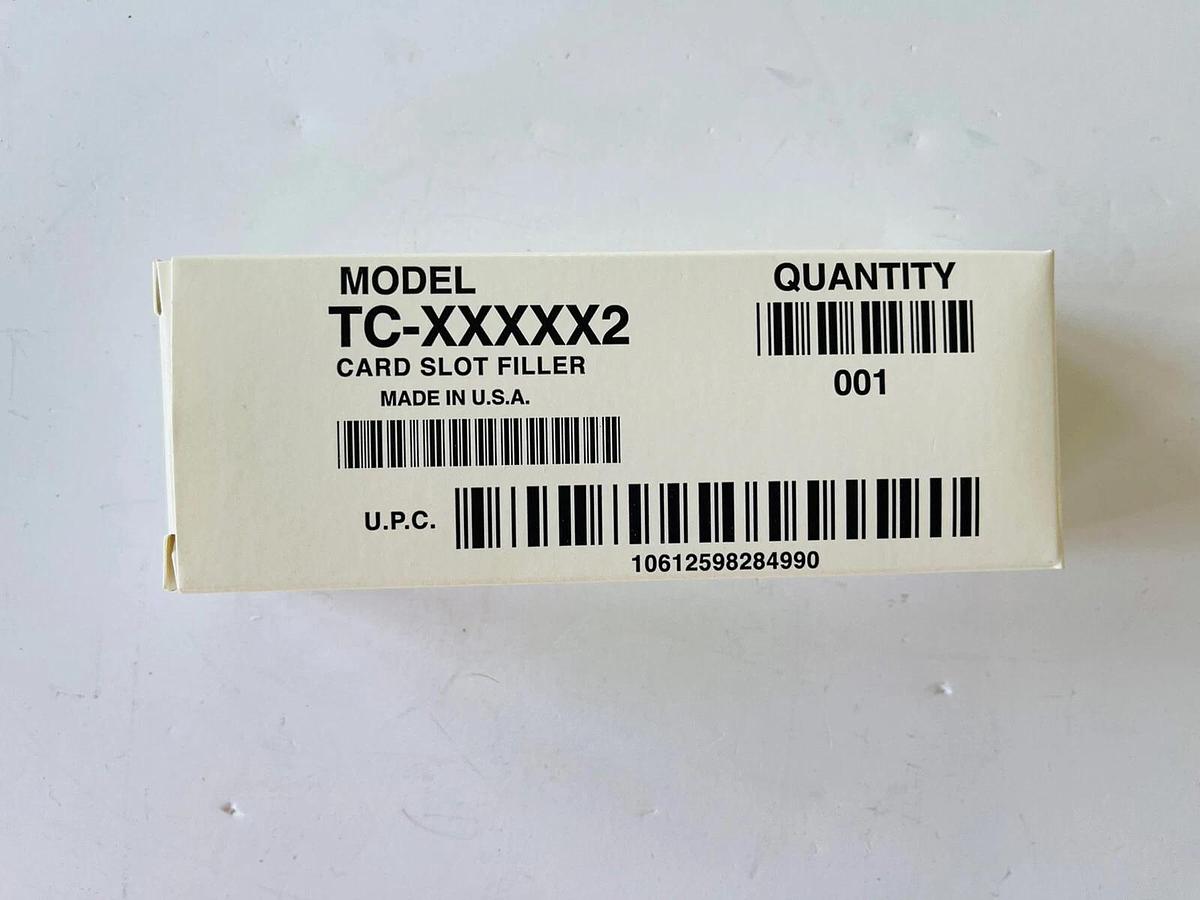 MODEL
TC-XXXXX2
CARD SLOT FILLER
MADE IN U.S.A.
QUANTITY
001
U.P.C.
10612598284990